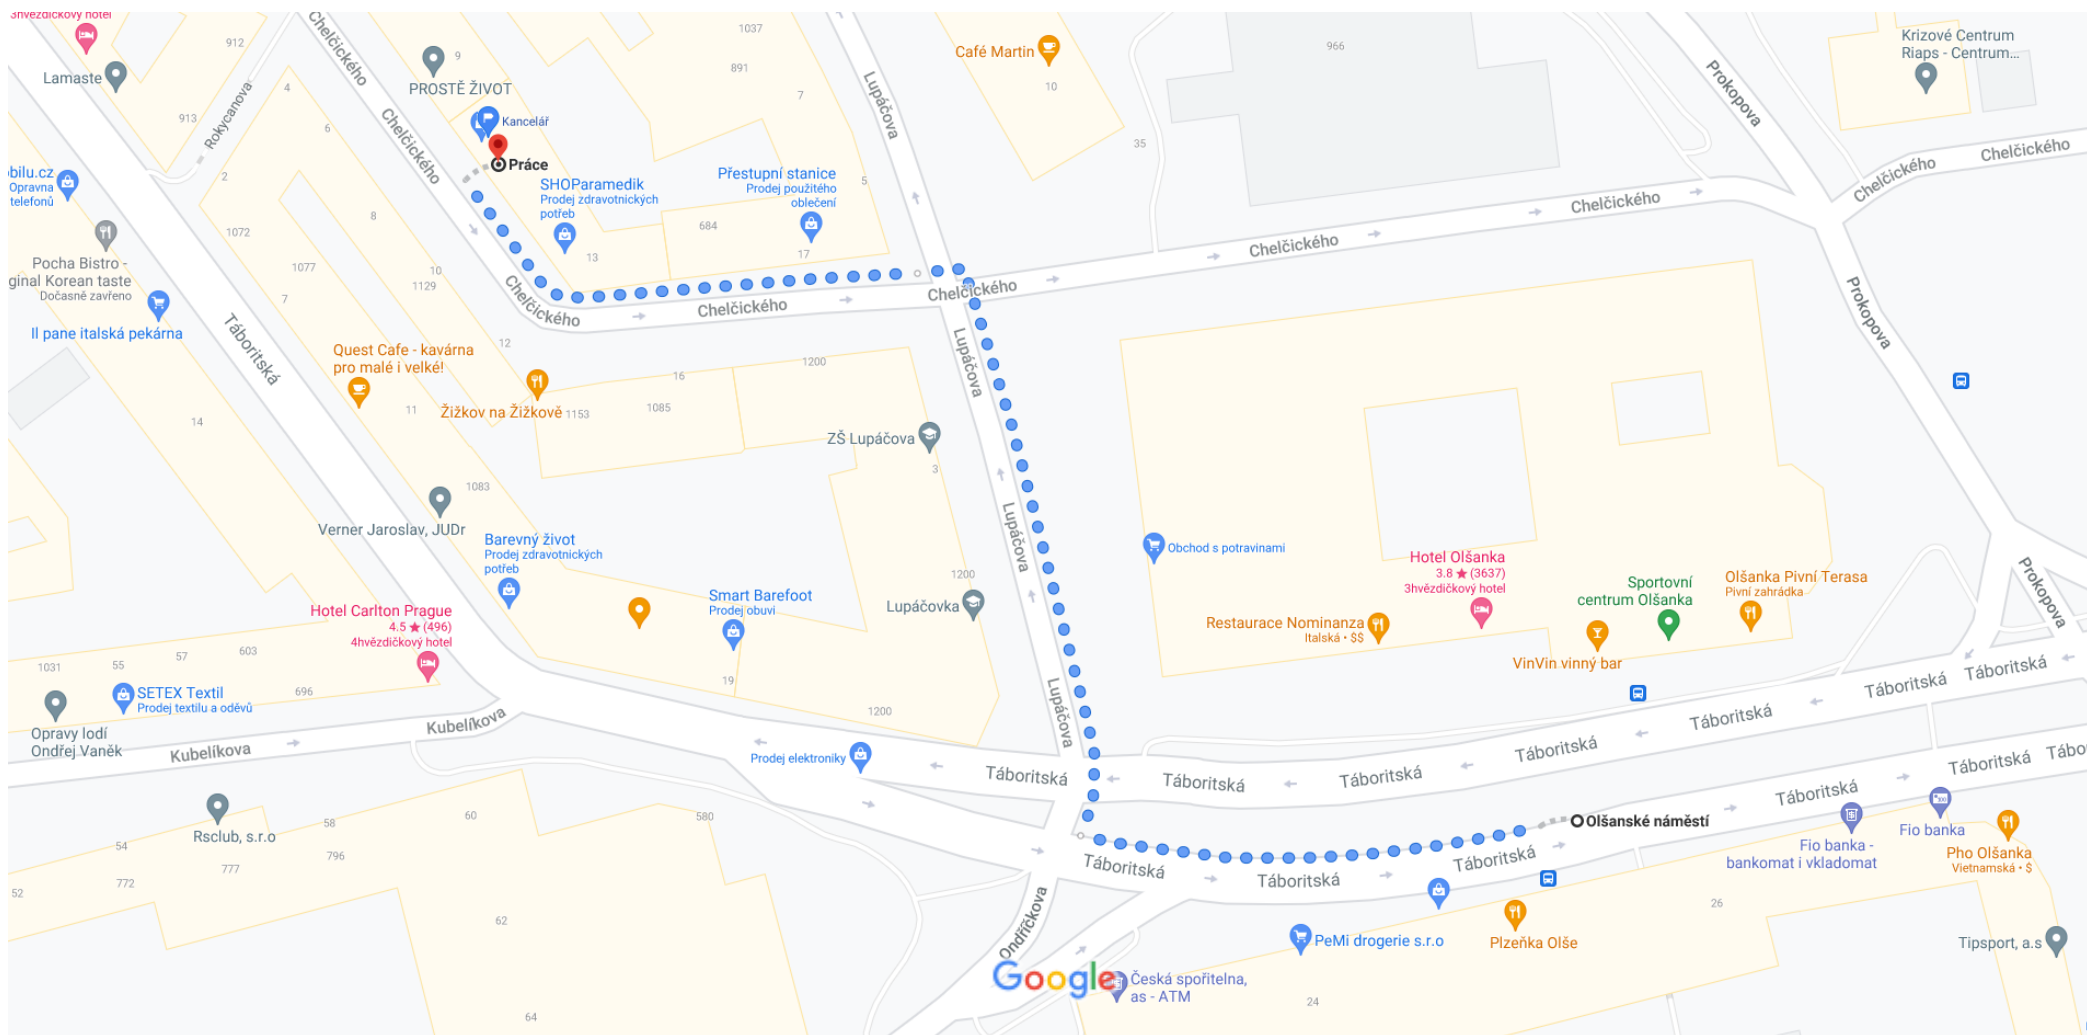 3hvězdičkový hotel
Lamaste
912
913
Rokycanova
4
6
2
8
Chelčického
Chelčického
Chelčického
Chelčického
9
PROSTĚ ŽIVOT
Kancelář
Práce
1037
891
7
5
Lupáčova
Café Martin
10
35
966
Prokopova
Krizové Centrum
Riaps - Centrum...
Chelčického
Chelčického
Chelčického
Chelčického
Chelčického
Chelčického
obilu.cz
Opravna
telefonů
Pocha Bistro -
ginal Korean taste
Dočasně zavřeno
Il pane italská pekárna
1072
1077
7
10
1129
12
SHOParamedik
Prodej zdravotnických
potřeb
13
684
Přestupní stanice
Prodej použitého
oblečení
17
Táboritská
Quest Cafe - kavárna
pro malé i velké!
11
Žižkov na Žižkově
1153
16
1085
1200
14
Lupáčova
Prokopova
ZŠ Lupáčova
3
1083
Verner Jaroslav, JUDr
Barevný život
Prodej zdravotnických
potřeb
Lupáčova
Obchod s potravinami
Hotel Olšanka
3.8 ★ (3637)
3hvězdičkový hotel
Sportovní
centrum Olšanka
Olšanka Pivní Terasa
Pivní zahrádka
Prokopova
1200
Lupáčovka
Smart Barefoot
Prodej obuvi
Hotel Carlton Prague
4.5 ★ (496)
4hvězdičkový hotel
Restaurace Nominanza
Italská • $$
VinVin vinný bar
1031
55
57
603
696
SETEX Textil
Prodej textilu a oděvů
19
1200
Lupáčova
Opravy lodí
Ondřej Vaněk
Kubelíkova
Kubelíkova
Prodej elektroniky
Táboritská
Táboritská
Táboritská
Táboritská
Táboritská
Táboritská
Táboritská
Rsclub, s.r.o
54
772
777
58
796
60
580
52
62
64
Olšanské náměstí
Táboritská
Táboritská
Táboritská
Táboritská
Táboritská
Tábo
Fio banka -
bankomat i vkladomat
Fio banka
Pho Olšanka
Vietnamská • $
Ondříčkova
Google
Česká spořitelna,
as - ATM
PeMi drogerie s.r.o
Plzeňka Olše
26
24
Tipsport, a.s